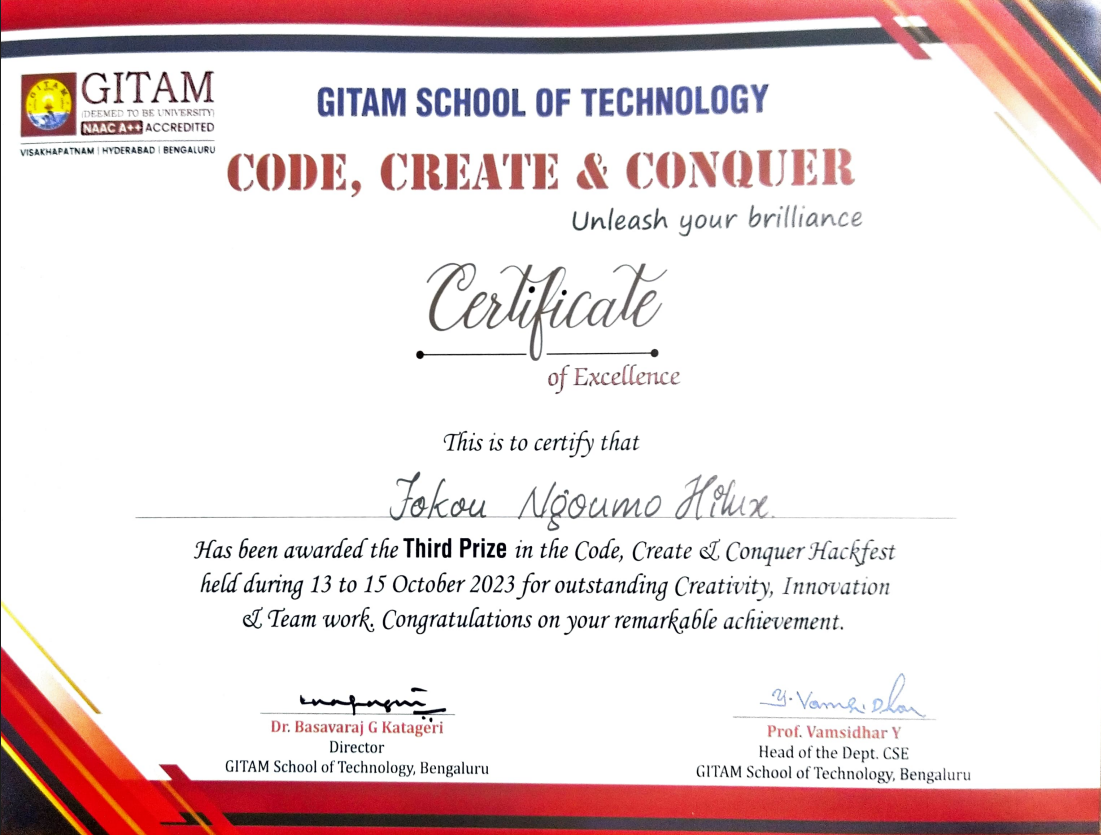 GITAM
(DEEMED TO BE UNIVERSITY)
NAAC A++ ACCREDITED
VISAKHAPATNAM | HYDERABAD | BENGALURU
GITAM SCHOOL OF TECHNOLOGY
CODE, CREATE & CONQUER
Unleash your brilliance
Certificate
of Excellence
This is to certify that
Fokou Ngoumo Hilux.
Has been awarded the Third Prize in the Code, Create & Conquer Hackfest
held during 13 to 15 October 2023 for outstanding Creativity, Innovation
& Team work. Congratulations on your remarkable achievement.
Dr. Basavaraj G Katageri
Director
GITAM School of Technology, Bengaluru
Y. Vamsidhar
Prof. Vamsidhar Y
Head of the Dept. CSE
GITAM School of Technology, Bengaluru